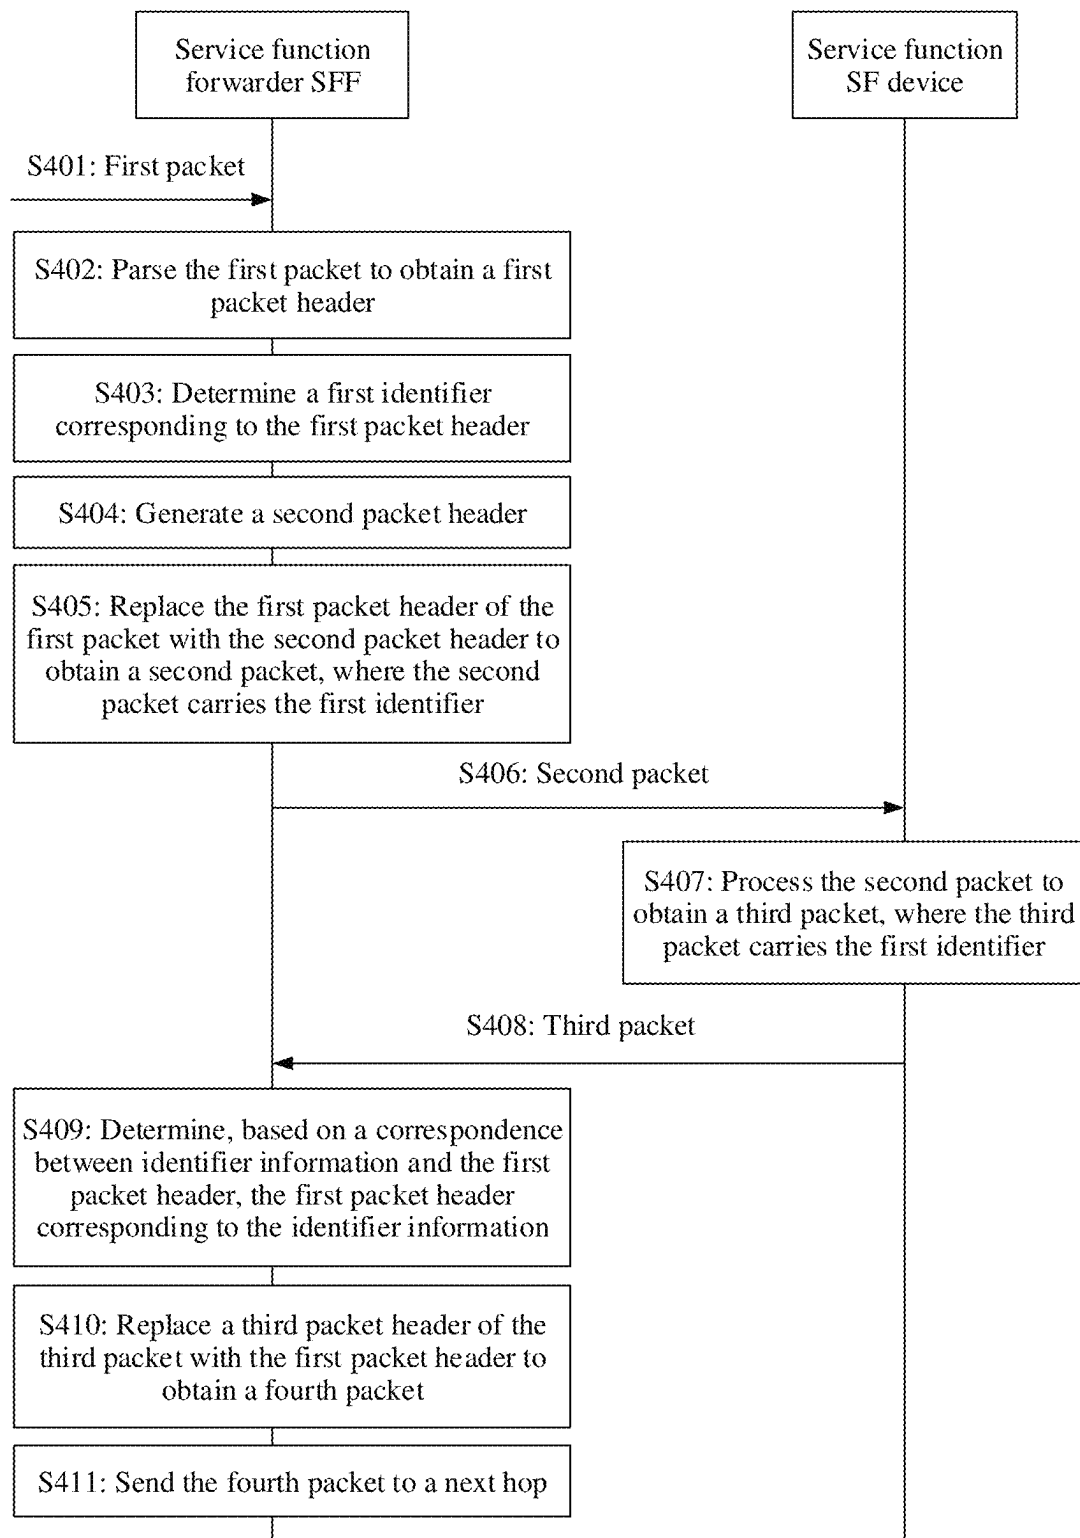 Service function
forwarder SFF
Service function
SF device
S401: First packet
S402: Parse the first packet to obtain a first
packet header
S403: Determine a first identifier
corresponding to the first packet header
S404: Generate a second packet header
S405: Replace the first packet header of the
first packet with the second packet header to
obtain a second packet, where the second
packet carries the first identifier
S406: Second packet
S407: Process the second packet to
obtain a third packet, where the third
packet carries the first identifier
S408: Third packet
S409: Determine, based on a correspondence
between identifier information and the first
packet header, the first packet header
corresponding to the identifier information
S410: Replace a third packet header of the
third packet with the first packet header to
obtain a fourth packet
S411: Send the fourth packet to a next hop